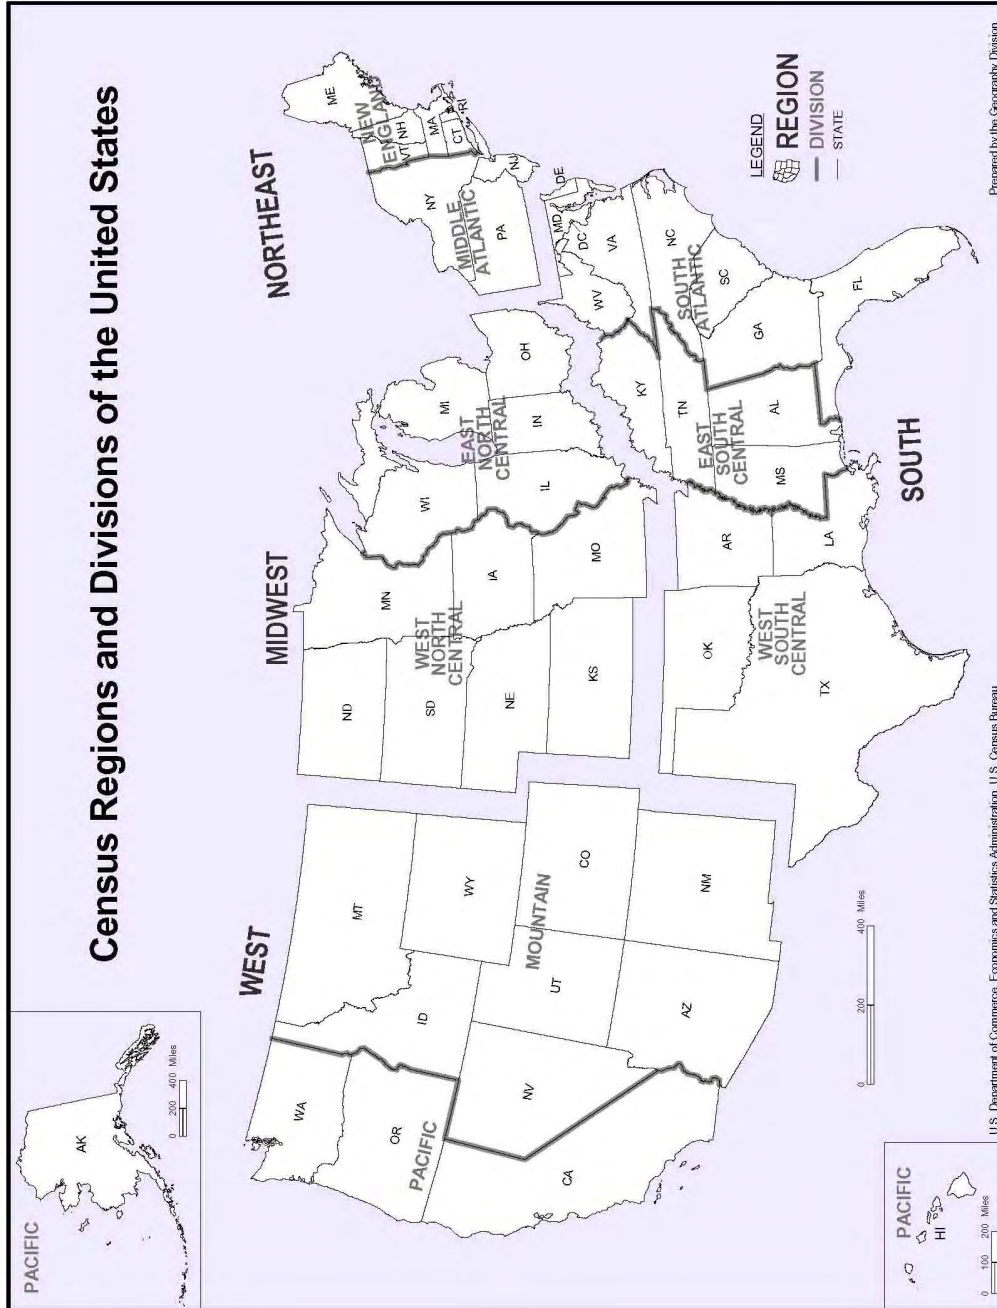 Census Regions and Divisions of the United States
PACIFIC
AK
0 200 400 Miles
WEST
MIDWEST
NORTHEAST
WA
MT
ND
MN
ME
NEW
ENGLAND
VT
NH
MA
CT
RI
NY
MIDDLE
ATLANTIC
PA
NJ
OR
ID
WY
SD
WI
MI
PACIFIC
WEST
NORTH
CENTRAL
EAST
NORTH
CENTRAL
IA
NE
IL
IN
OH
NV
UT
MOUNTAIN
CO
KS
MO
CA
KY
WV
MD
DE
DC
VA
AZ
NM
OK
AR
TN
NC
SOUTH
ATLANTIC
SC
EAST
SOUTH
CENTRAL
MS
AL
GA
WEST
SOUTH
CENTRAL
TX
LA
FL
SOUTH
LEGEND
REGION
DIVISION
STATE
0 200 400 Miles
PACIFIC
HI
0 100 200 Miles
U.S. Department of Commerce Economics and Statistics Administration U.S. Census Bureau
Prepared by the Geography Division